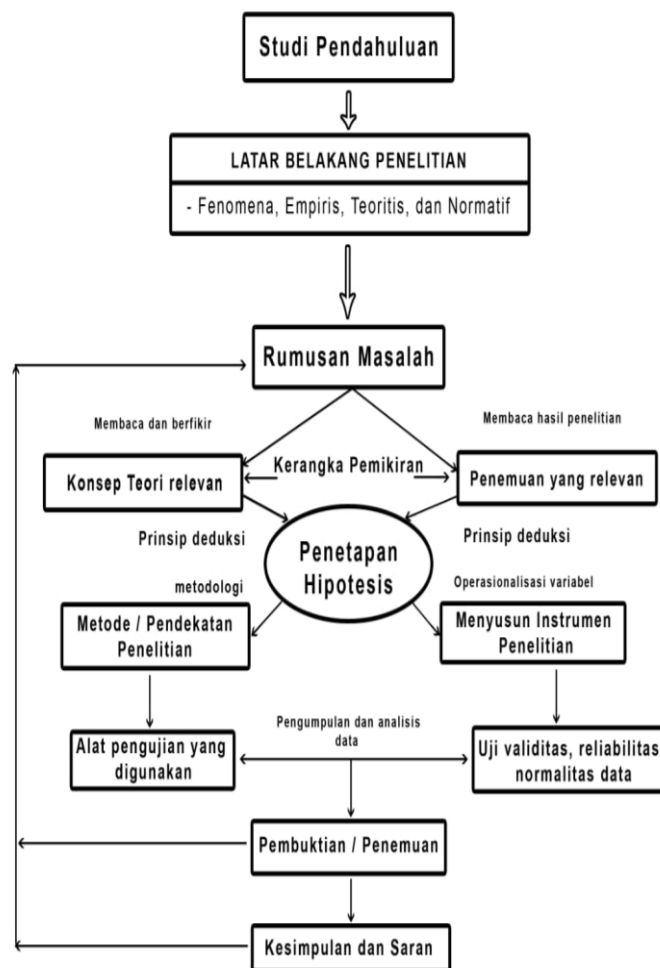 Studi Pendahuluan
LATAR BELAKANG PENELITIAN
- Fenomena, Empiris, Teoritis, dan Normatif
Rumusan Masalah
Membaca dan berfikir
Membaca hasil penelitian
Konsep Teori relevan
Kerangka Pemikiran
Penemuan yang relevan
Prinsip deduksi
Penetapan
Hipotesis
Prinsip deduksi
metodologi
Operasionalisasi variabel
Metode / Pendekatan
Penelitian
Menyusun Instrumen
Penelitian
Alat pengujian yang
digunakan
Pengumpulan dan analisis
data
Uji validitas, reliabilitas
normalitas data
Pembuktian / Penemuan
Kesimpulan dan Saran